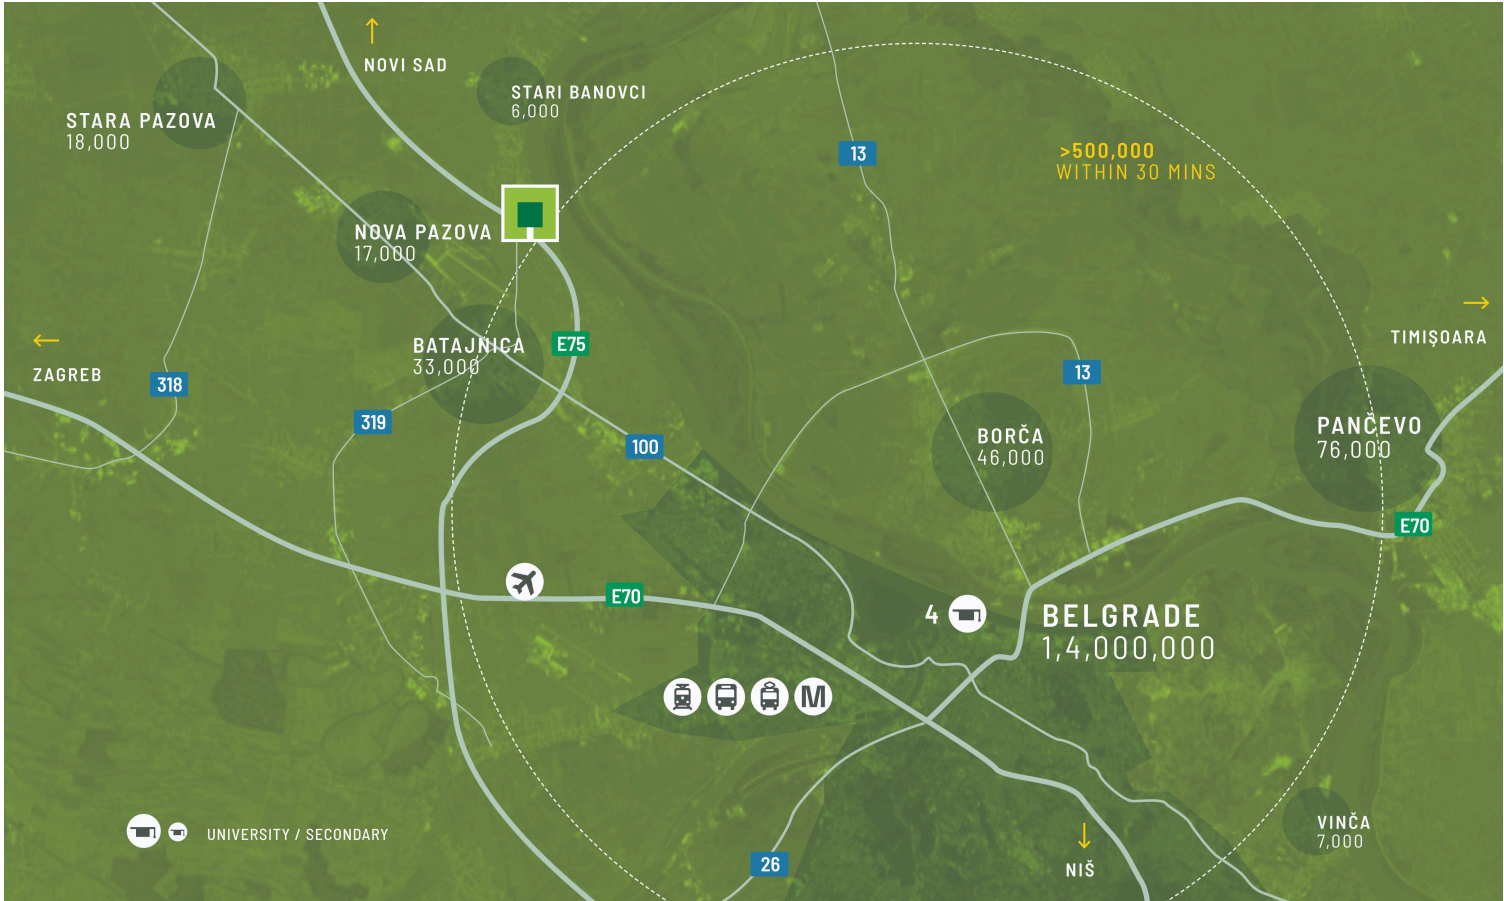 NOVI SAD
STARI BANOVCI
6,000
STARA PAZOVA
18,000
13
>500,000
WITHIN 30 MINS
NOVA PAZOVA
17,000
TIMIŞOARA
BATAJNICA
33,000
E75
ZAGREB
318
13
319
100
BORČA
46,000
PANČEVO
76,000
E70
E70
4
BELGRADE
1,4,000,000
M
UNIVERSITY / SECONDARY
VINČA
7,000
26
NIŠ